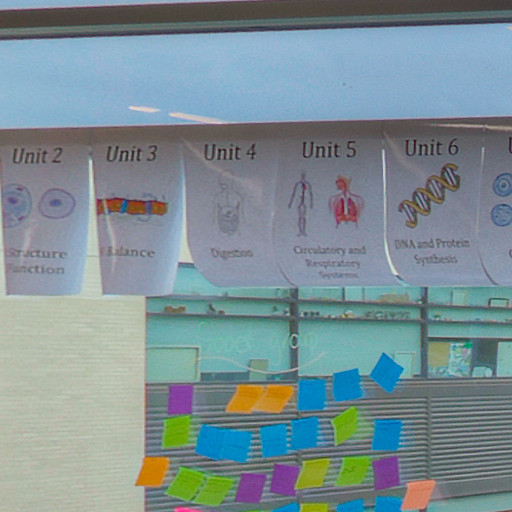 Unit 2
Structure
Function
Unit 3
Balance
Unit 4
Digestion
Unit 5
Circulatory and
Respiratory
Systems
Unit 6
DNA and Protein
Synthesis
group